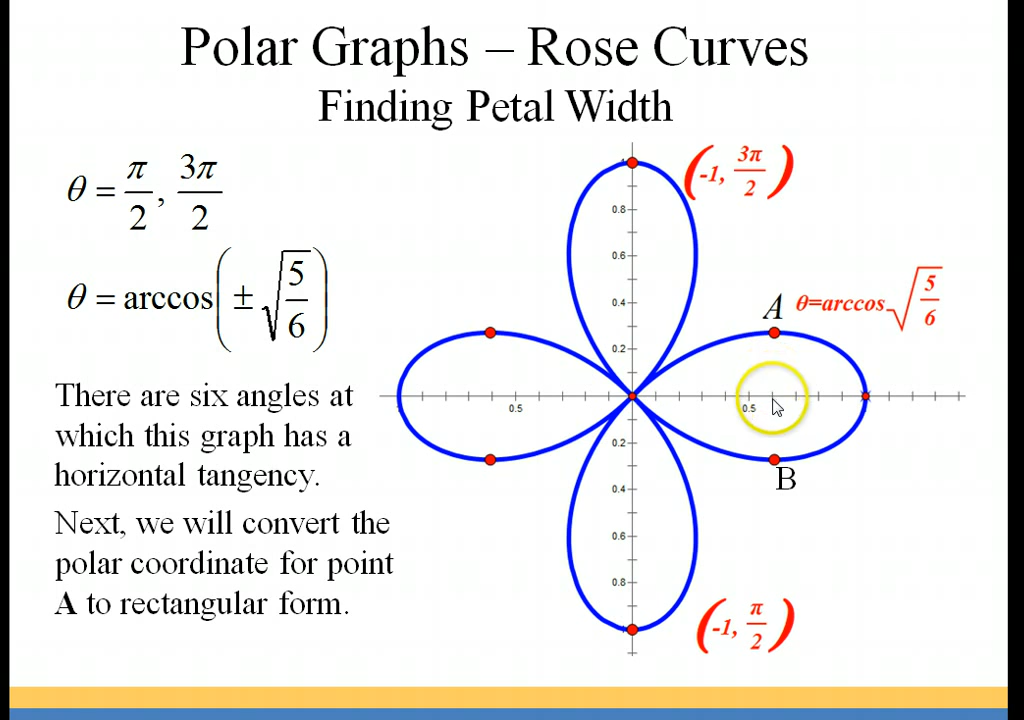 Polar Graphs – Rose Curves
Finding Petal Width
θ = π/2, 3π/2
θ = arccos(±√(5/6))
There are six angles at
which this graph has a
horizontal tangency.
Next, we will convert the
polar coordinate for point
A to rectangular form.
(-1, 3π/2)
0.8
0.6
0.4
0.2
A θ=arccos√(5/6)
0.5
0.5
0.2
B
0.4
0.6
0.8
(-1, π/2)